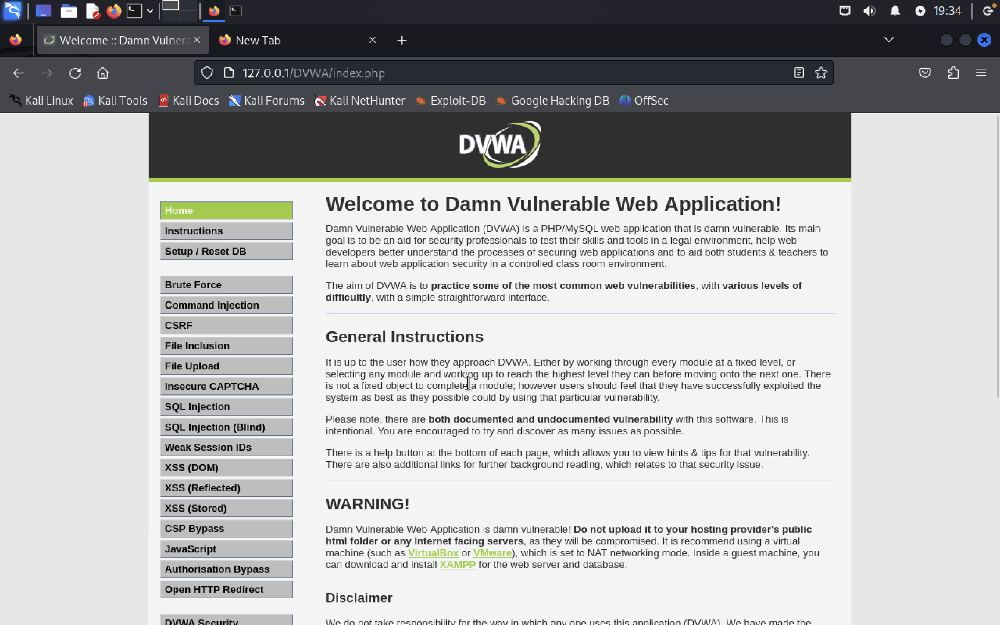 19:34
Welcome :: Damn Vulnera
New Tab
127.0.0.1/DVWA/index.php
Kali Linux Kali Tools Kali Docs Kali Forums Kali NetHunter Exploit-DB Google Hacking DB OffSec
DVWA
Home
Instructions
Setup / Reset DB
Brute Force
Command Injection
CSRF
File Inclusion
File Upload
Insecure CAPTCHA
SQL Injection
SQL Injection (Blind)
Weak Session IDs
XSS (DOM)
XSS (Reflected)
XSS (Stored)
CSP Bypass
JavaScript
Authorisation Bypass
Open HTTP Redirect
DVWA Security
Welcome to Damn Vulnerable Web Application!
Damn Vulnerable Web Application (DVWA) is a PHP/MySQL web application that is damn vulnerable. Its main
goal is to be an aid for security professionals to test their skills and tools in a legal environment, help web
developers better understand the processes of securing web applications and to aid both students & teachers to
learn about web application security in a controlled class room environment.
The aim of DVWA is to practice some of the most common web vulnerabilities, with various levels of
difficultly, with a simple straightforward interface.
General Instructions
It is up to the user how they approach DVWA. Either by working through every module at a fixed level, or
selecting any module and working up to reach the highest level they can before moving onto the next one. There
is not a fixed object to complete a module; however users should feel that they have successfully exploited the
system as best as they possible could by using that particular vulnerability.
Please note, there are both documented and undocumented vulnerability with this software. This is
intentional. You are encouraged to try and discover as many issues as possible.
There is a help button at the bottom of each page, which allows you to view hints & tips for that vulnerability.
There are also additional links for further background reading, which relates to that security issue.
WARNING!
Damn Vulnerable Web Application is damn vulnerable! Do not upload it to your hosting provider's public
html folder or any Internet facing servers, as they will be compromised. It is recommend using a virtual
machine (such as VirtualBox or VMware), which is set to NAT networking mode. Inside a guest machine, you
can download and install XAMPP for the web server and database.
Disclaimer
We do not take responsibility for the way in which any one uses this application (DVWA). We have made the